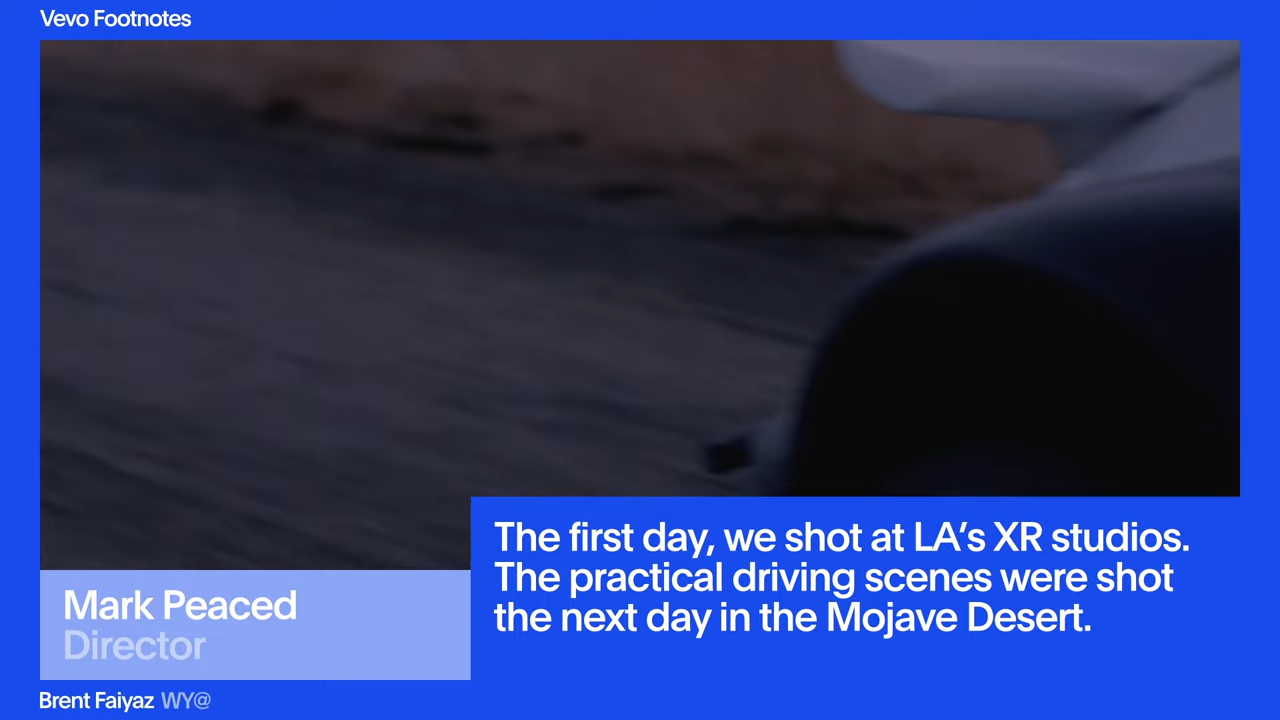 Vevo Footnotes
The first day, we shot at LA’s XR studios.
The practical driving scenes were shot
the next day in the Mojave Desert.
Mark Peaced
Director
Brent Faiyaz WY@